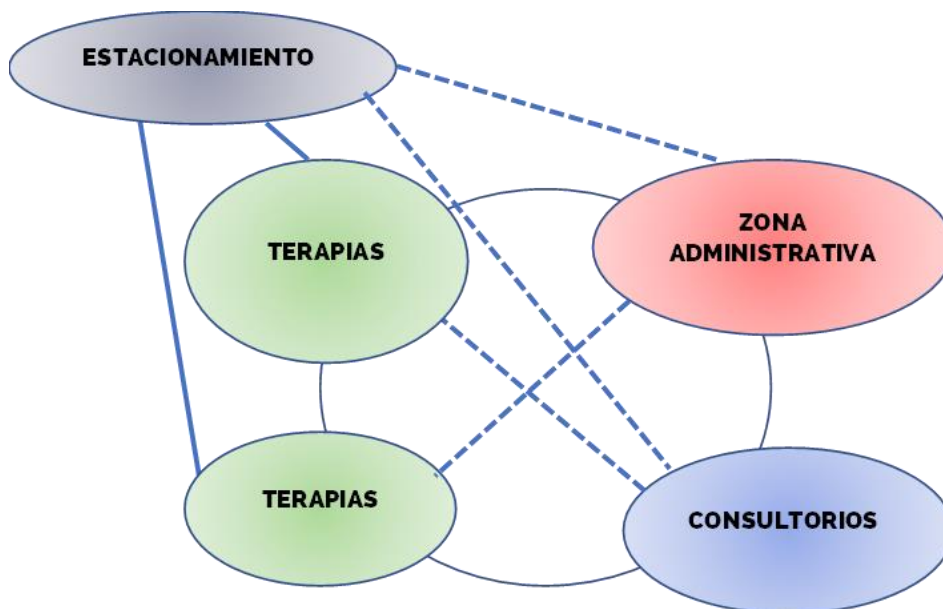 ESTACIONAMIENTO
TERAPIAS
ZONA
ADMINISTRATIVA
TERAPIAS
CONSULTORIOS